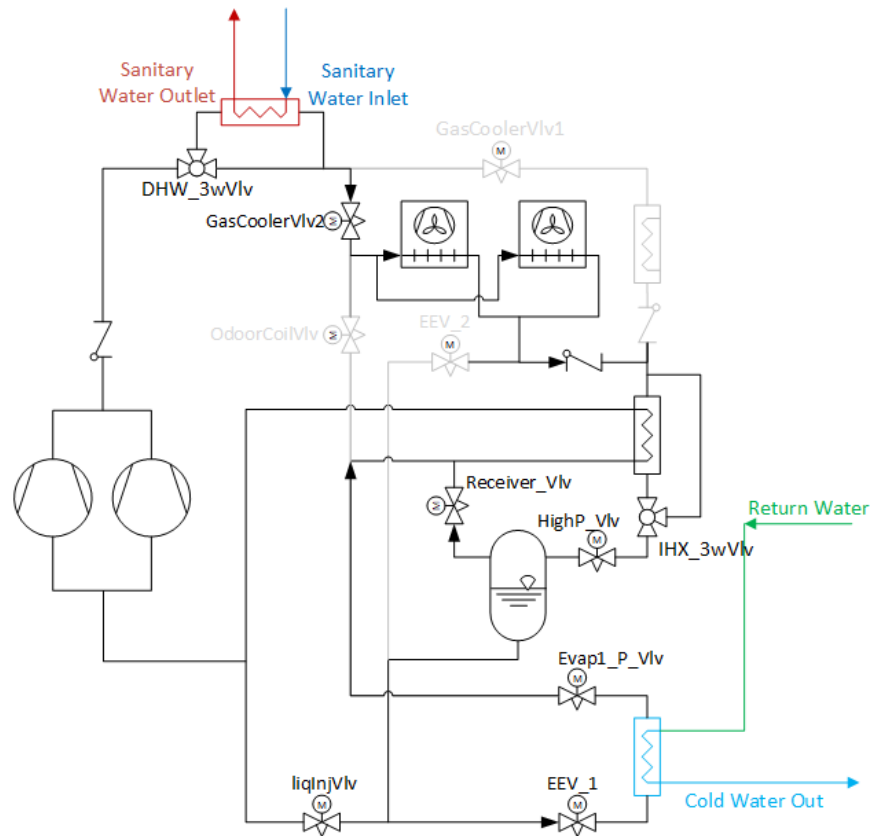 Sanitary
Water Outlet
Sanitary
Water Inlet
GasCoolerVlv1
M
DHW_3wVlv
GasCoolerVlv2
M
OdoorCoilVlv
M
EEV_2
M
Receiver_Vlv
M
HighP_Vlv
M
IHX_3wVlv
Return Water
Evap1_P_Vlv
M
liqInjVlv
M
EEV_1
M
Cold Water Out